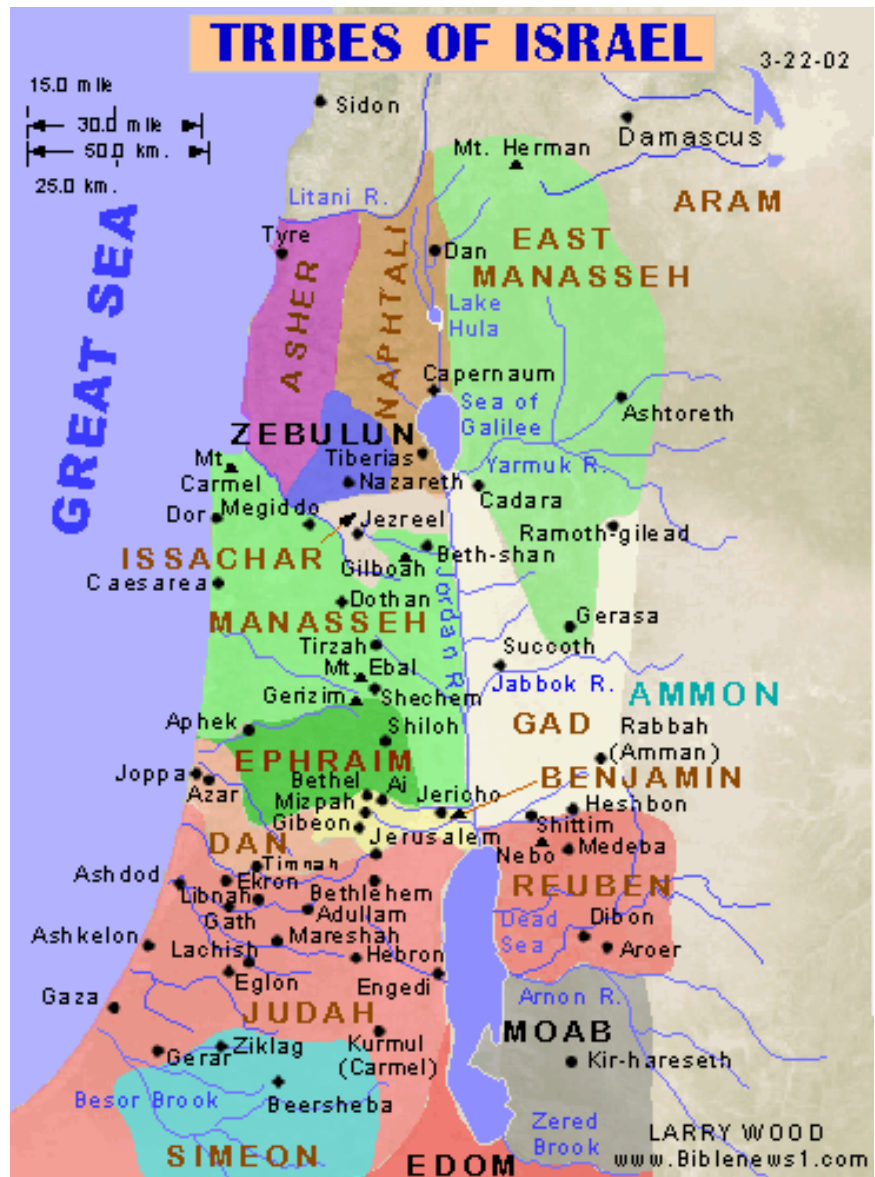 TRIBES OF ISRAEL
3-22-02
15.0 mile
30.0 mile
50.0 km.
25.0 km.
Sidon
Damascus
Mt. Herman
ARAM
Litani R.
Tyre
EAST
MANASSEH
Dan
ASHER
NAPHTALI
GREAT SEA
Lake
Hula
Capernaum
Sea of
Galilee
Ashtoreth
ZEBULUN
Tiberias
Yarmuk R.
Mt.
Carmel
Nazareth
Cadara
Dor
Megiddo
Jezreel
Ramoth-gilead
ISSACHAR
Gilboah
Beth-shan
Caesarea
Dothan
Jordan R.
MANASSEH
Gerasa
Tirzah
Succoth
Mt. Ebal
Jabbok R.
AMMON
Gerizim
Shechem
GAD
Rabbah
(Amman)
Aphek
Shiloh
EPHRAIM
Joppa
Azar
Bethel
Ai
BENJAMIN
Mizpah
Jericho
Heshbon
Gibeon
Shittim
DAN
Jerusalem
Nebo
Medeba
Timnah
Ashdod
Ekron
REUBEN
Libnah
Bethlehem
Gath
Adullam
Dead
Sea
Dibon
Ashkelon
Mareshah
Aroer
Lachish
Hebron
Eglon
Engedi
Gaza
Arnon R.
JUDAH
MOAB
Gerar
Ziklag
Kurmul
(Carmel)
Kir-hareseth
Besor Brook
Beersheba
Zered
Brook
LARRY WOOD
SIMEON
EDOM
www.Biblenews1.com